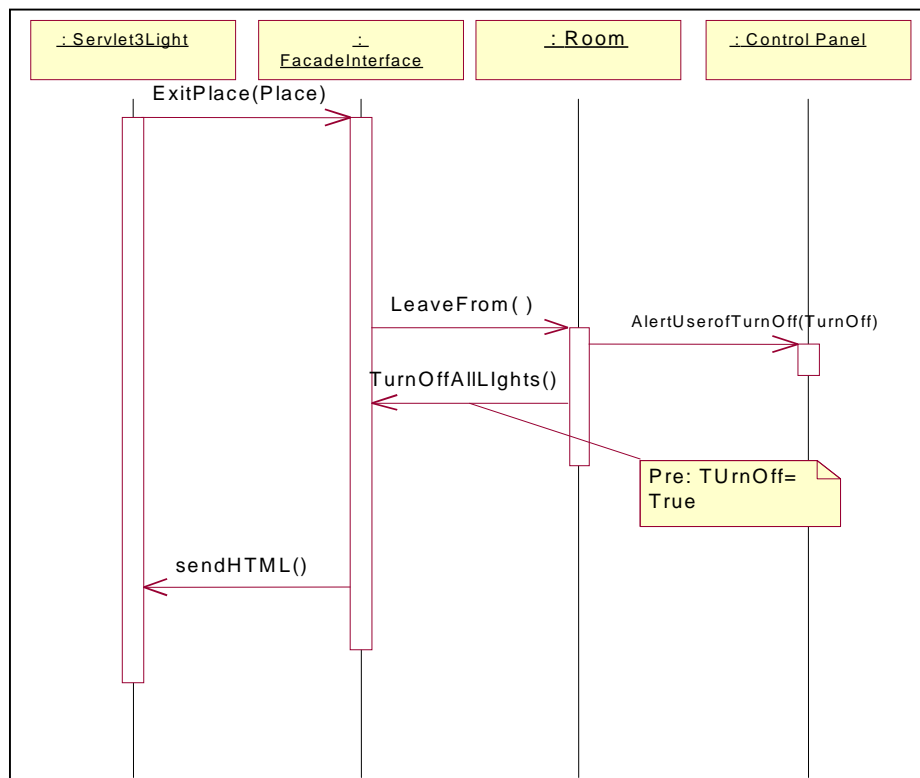 : Servlet3Light
:
FacadeInterface
: Room
: Control Panel
ExitPlace(Place)
LeaveFrom( )
AlertUserofTurnOff(TurnOff)
TurnOffAllLIghts()
Pre: TUrnOff=
True
sendHTML()